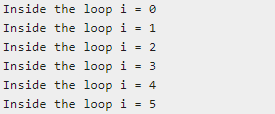 Inside the loop i = 0
Inside the loop i = 1
Inside the loop i = 2
Inside the loop i = 3
Inside the loop i = 4
Inside the loop i = 5